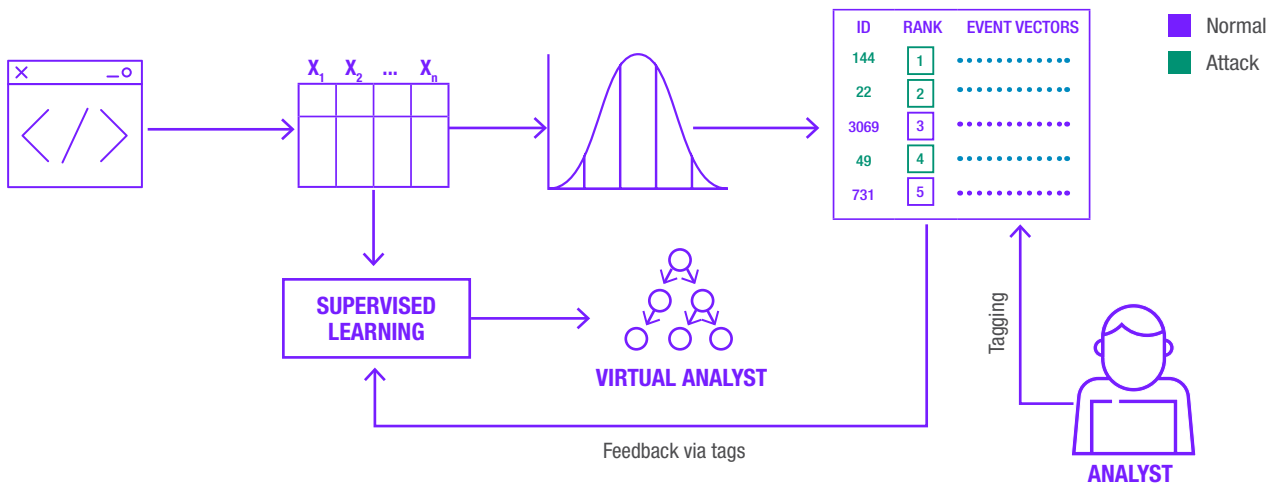 ID RANK EVENT VECTORS
144 1
22 2
3069 3
49 4
731 5
Normal
Attack
X1 X2 ... Xn
</>
SUPERVISED
LEARNING
VIRTUAL ANALYST
Tagging
Feedback via tags
ANALYST